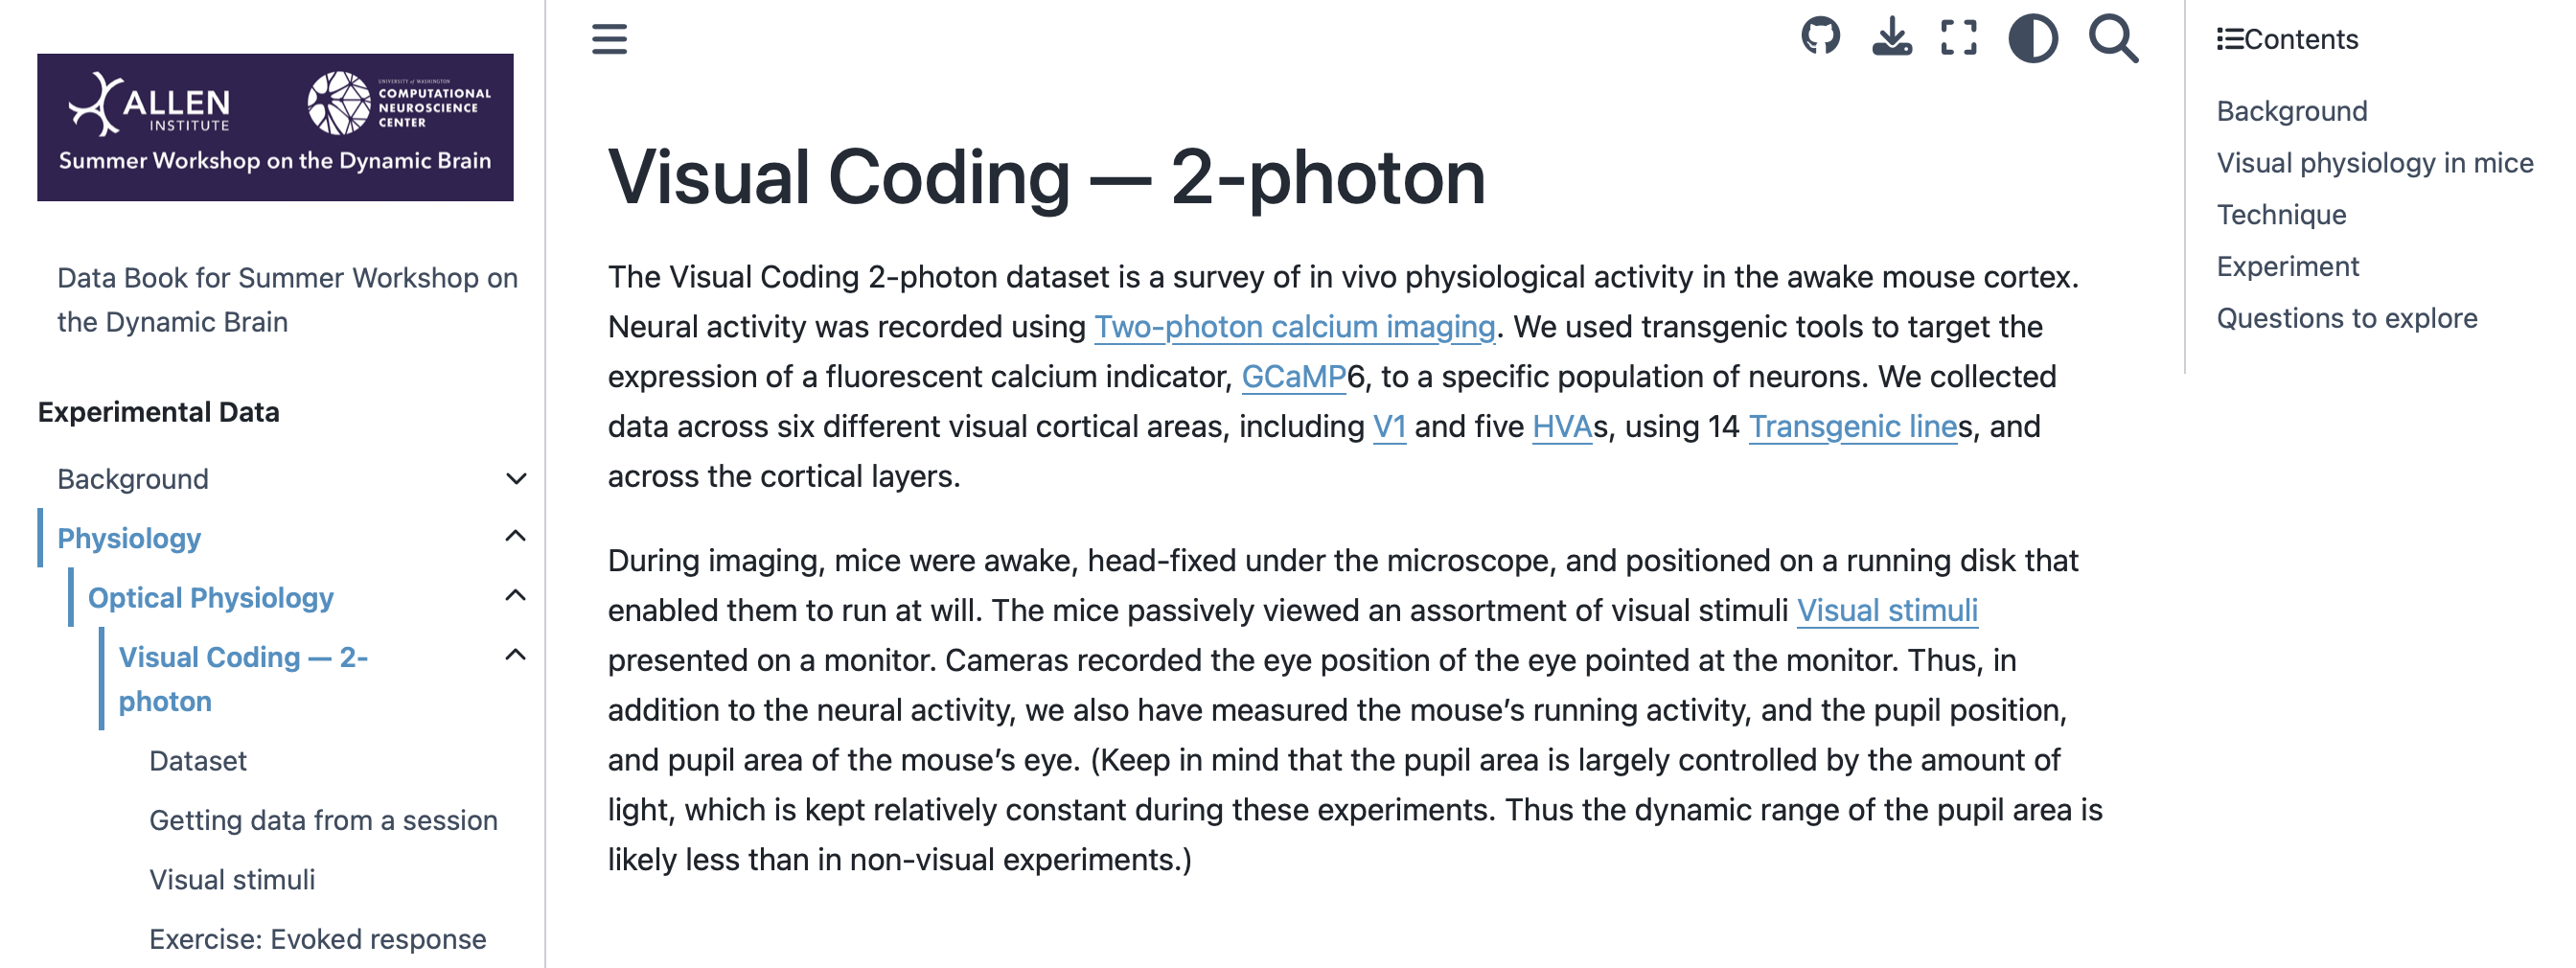 ALLEN
INSTITUTE
UNIVERSITY of WASHINGTON
COMPUTATIONAL
NEUROSCIENCE
CENTER
Summer Workshop on the Dynamic Brain
Data Book for Summer Workshop on
the Dynamic Brain
Experimental Data
Background
Physiology
Optical Physiology
Visual Coding — 2-
photon
Dataset
Getting data from a session
Visual stimuli
Exercise: Evoked response
Visual Coding — 2-photon
The Visual Coding 2-photon dataset is a survey of in vivo physiological activity in the awake mouse cortex.
Neural activity was recorded using Two-photon calcium imaging. We used transgenic tools to target the
expression of a fluorescent calcium indicator, GCaMP6, to a specific population of neurons. We collected
data across six different visual cortical areas, including V1 and five HVAs, using 14 Transgenic lines, and
across the cortical layers.
During imaging, mice were awake, head-fixed under the microscope, and positioned on a running disk that
enabled them to run at will. The mice passively viewed an assortment of visual stimuli Visual stimuli
presented on a monitor. Cameras recorded the eye position of the eye pointed at the monitor. Thus, in
addition to the neural activity, we also have measured the mouse’s running activity, and the pupil position,
and pupil area of the mouse’s eye. (Keep in mind that the pupil area is largely controlled by the amount of
light, which is kept relatively constant during these experiments. Thus the dynamic range of the pupil area is
likely less than in non-visual experiments.)
Contents
Background
Visual physiology in mice
Technique
Experiment
Questions to explore